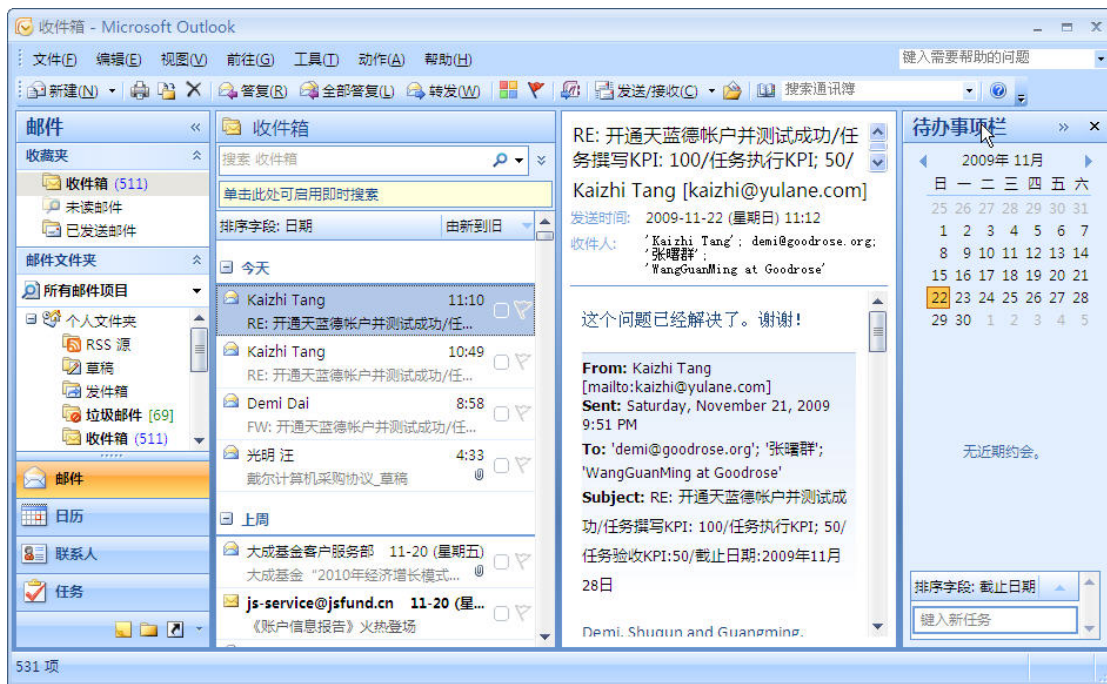 收件箱 - Microsoft Outlook
文件(F) 编辑(E) 视图(V) 前往(G) 工具(T) 动作(A) 帮助(H)
键入需要帮助的问题
新建(N) 答复(R) 全部答复(L) 转发(W) 发送/接收(C) 搜索通讯簿
邮件 «
收藏夹
收件箱 (511)
未读邮件
已发送邮件
邮件文件夹
所有邮件项目
个人文件夹
RSS 源
草稿
发件箱
垃圾邮件 [69]
收件箱 (511)
邮件
日历
联系人
任务
531 项
收件箱
搜索 收件箱
单击此处可启用即时搜索
排序字段: 日期 由新到旧
今天
Kaizhi Tang 11:10
RE: 开通天蓝德帐户并测试成功/任...
Kaizhi Tang 10:49
RE: 开通天蓝德帐户并测试成功/任...
Demi Dai 8:58
FW: 开通天蓝德帐户并测试成功/任...
光明 汪 4:33
戴尔计算机采购协议_草稿
上周
大成基金客户服务部 11-20 (星期五)
大成基金“2010年经济增长模式...
js-service@jsfund.cn 11-20 (星...
《账户信息报告》火热登场
RE: 开通天蓝德帐户并测试成功/任
务撰写KPI: 100/任务执行KPI; 50/
Kaizhi Tang [kaizhi@yulane.com]
发送时间: 2009-11-22 (星期日) 11:12
收件人: 'Kaizhi Tang'; demi@goodrose.org;
'张曙群';
'WangGuanMing at Goodrose'
这个问题已经解决了。谢谢!
From: Kaizhi Tang
[mailto:kaizhi@yulane.com]
Sent: Saturday, November 21, 2009
9:51 PM
To: 'demi@goodrose.org'; '张曙群';
'WangGuanMing at Goodrose'
Subject: RE: 开通天蓝德帐户并测试成
功/任务撰写KPI: 100/任务执行KPI; 50/
任务验收KPI:50/截止日期:2009年11月
28日
Demi, Shuqun and Guangming,
待办事项栏 »
2009年 11月
日 一 二 三 四 五 六
25 26 27 28 29 30 31
1 2 3 4 5 6 7
8 9 10 11 12 13 14
15 16 17 18 19 20 21
22 23 24 25 26 27 28
29 30 1 2 3 4 5
无近期约会。
排序字段: 截止日期
键入新任务